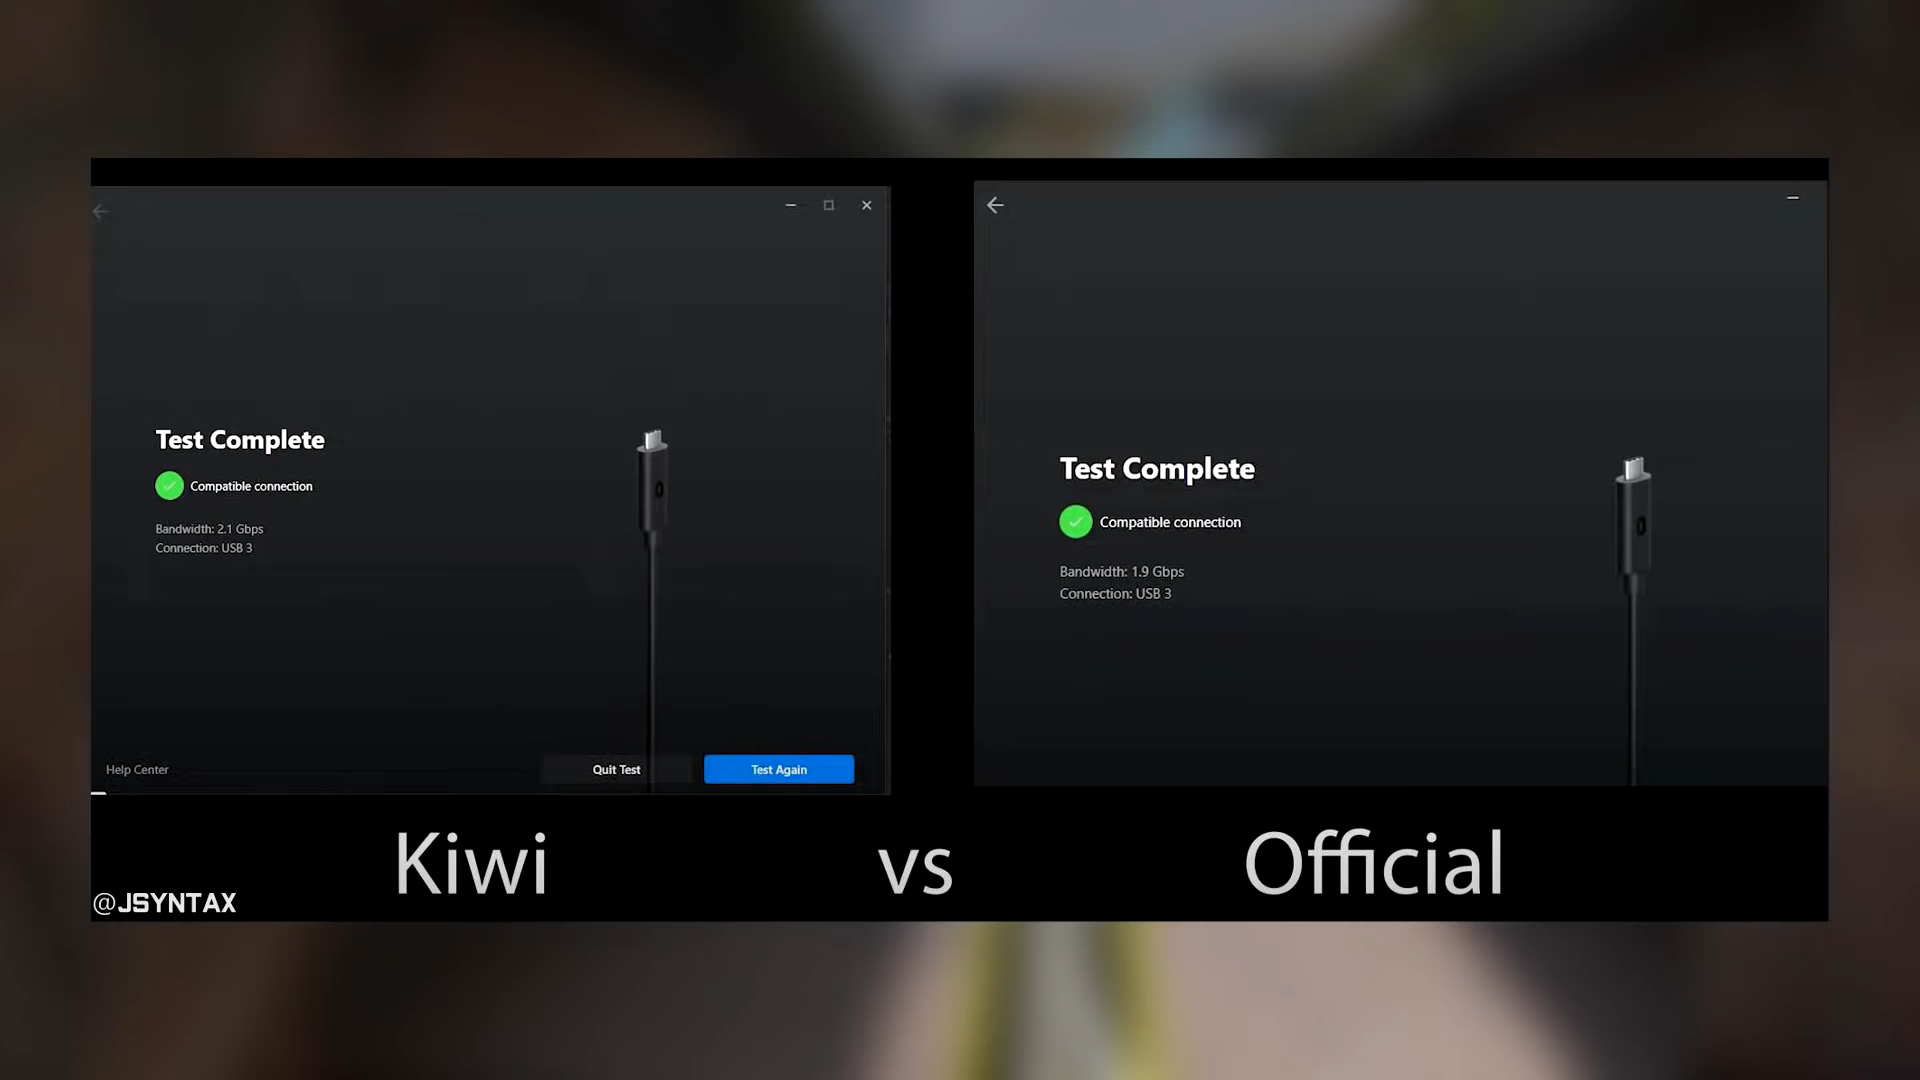 Test Complete
Compatible connection
Bandwidth: 2.1 Gbps
Connection: USB 3
Help Center
Quit Test
Test Again
Test Complete
Compatible connection
Bandwidth: 1.9 Gbps
Connection: USB 3
Kiwi vs Official
@JSYNTAX